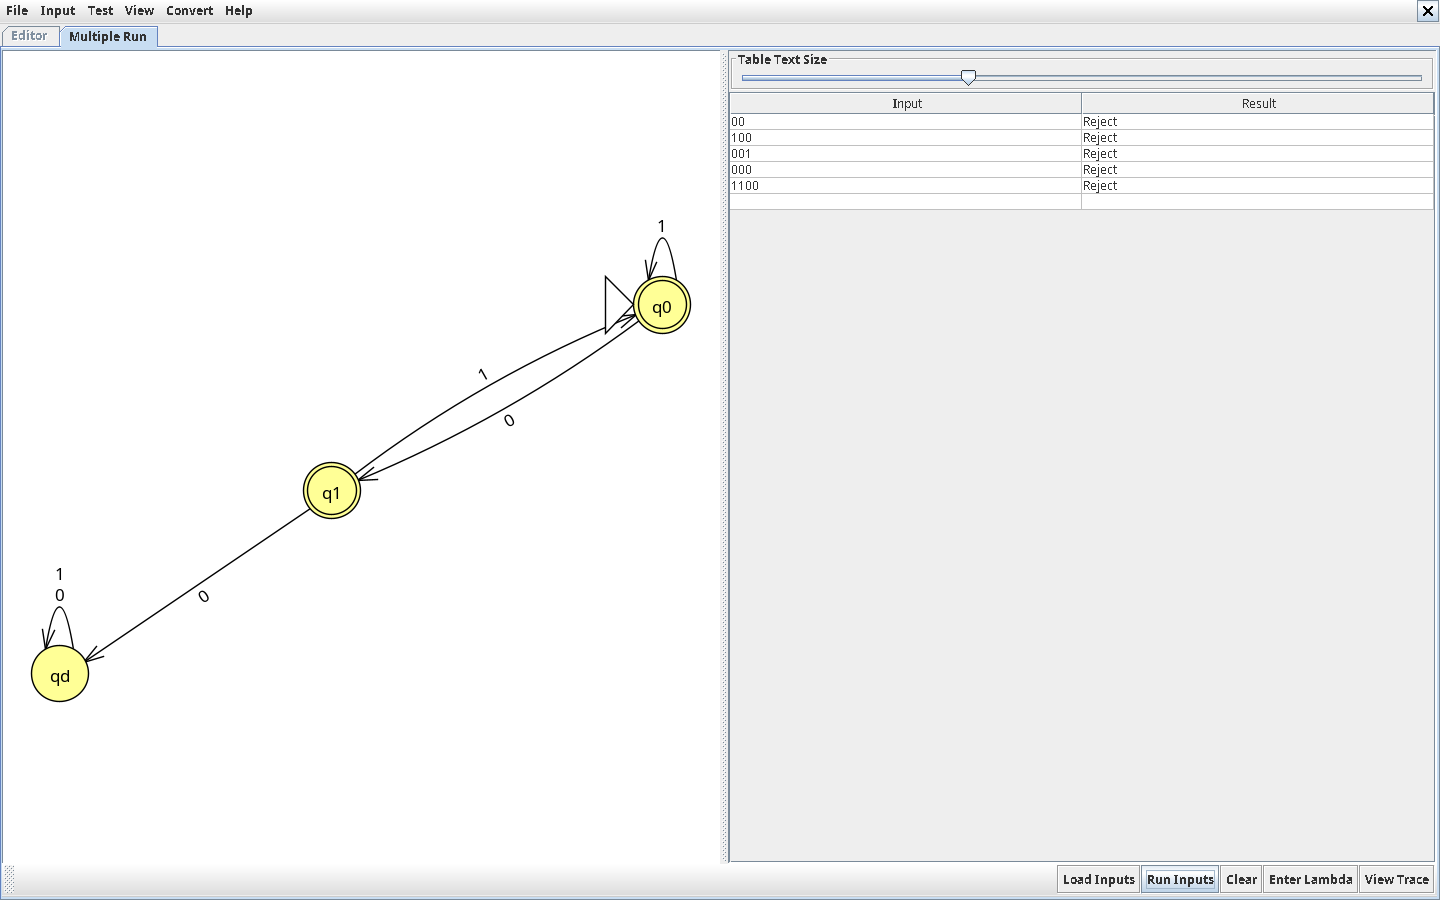 File Input Test View Convert Help
Editor Multiple Run
Table Text Size
Input Result
00 Reject
100 Reject
001 Reject
000 Reject
1100 Reject
1
q0
1
0
q1
0
1
0
qd
Load Inputs Run Inputs Clear Enter Lambda View Trace